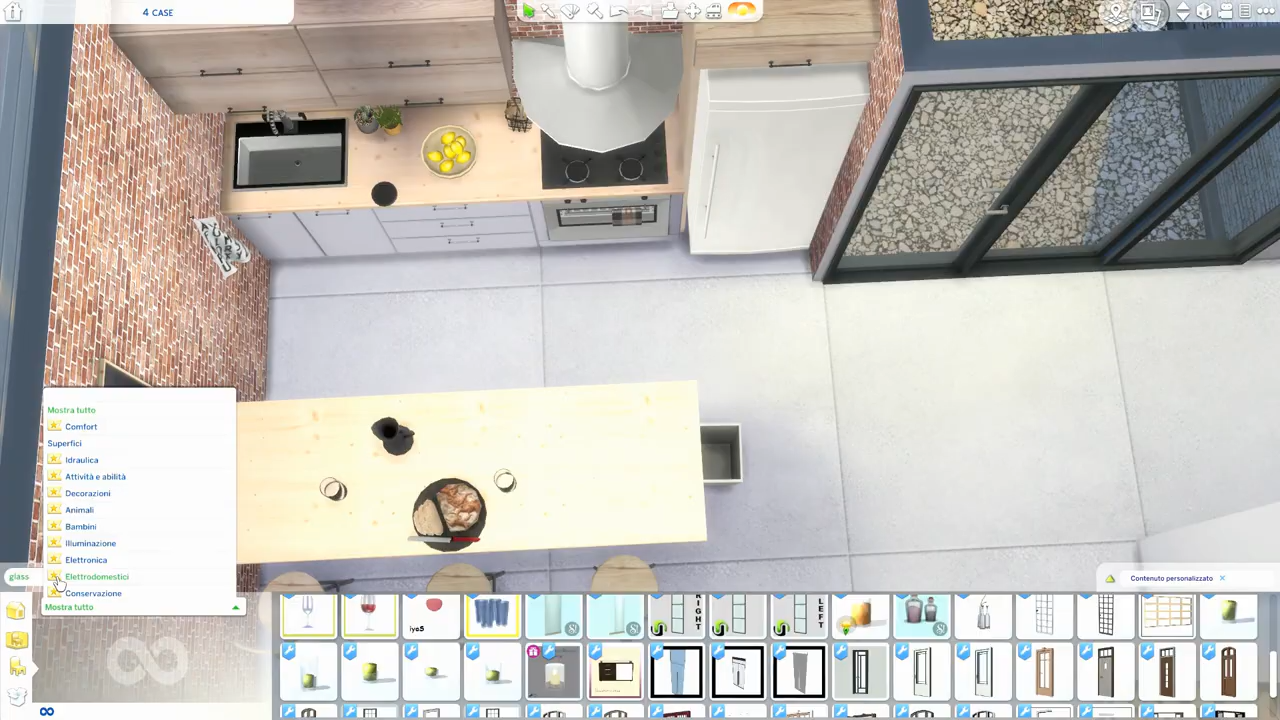 4 CASE
Mostra tutto
Comfort
Superfici
Idraulica
Attività e abilità
Decorazioni
Animali
Bambini
Illuminazione
Elettronica
glass
Elettrodomestici
Conservazione
Mostra tutto
Contenuto personalizzato
iye5
RIGHT
LEFT